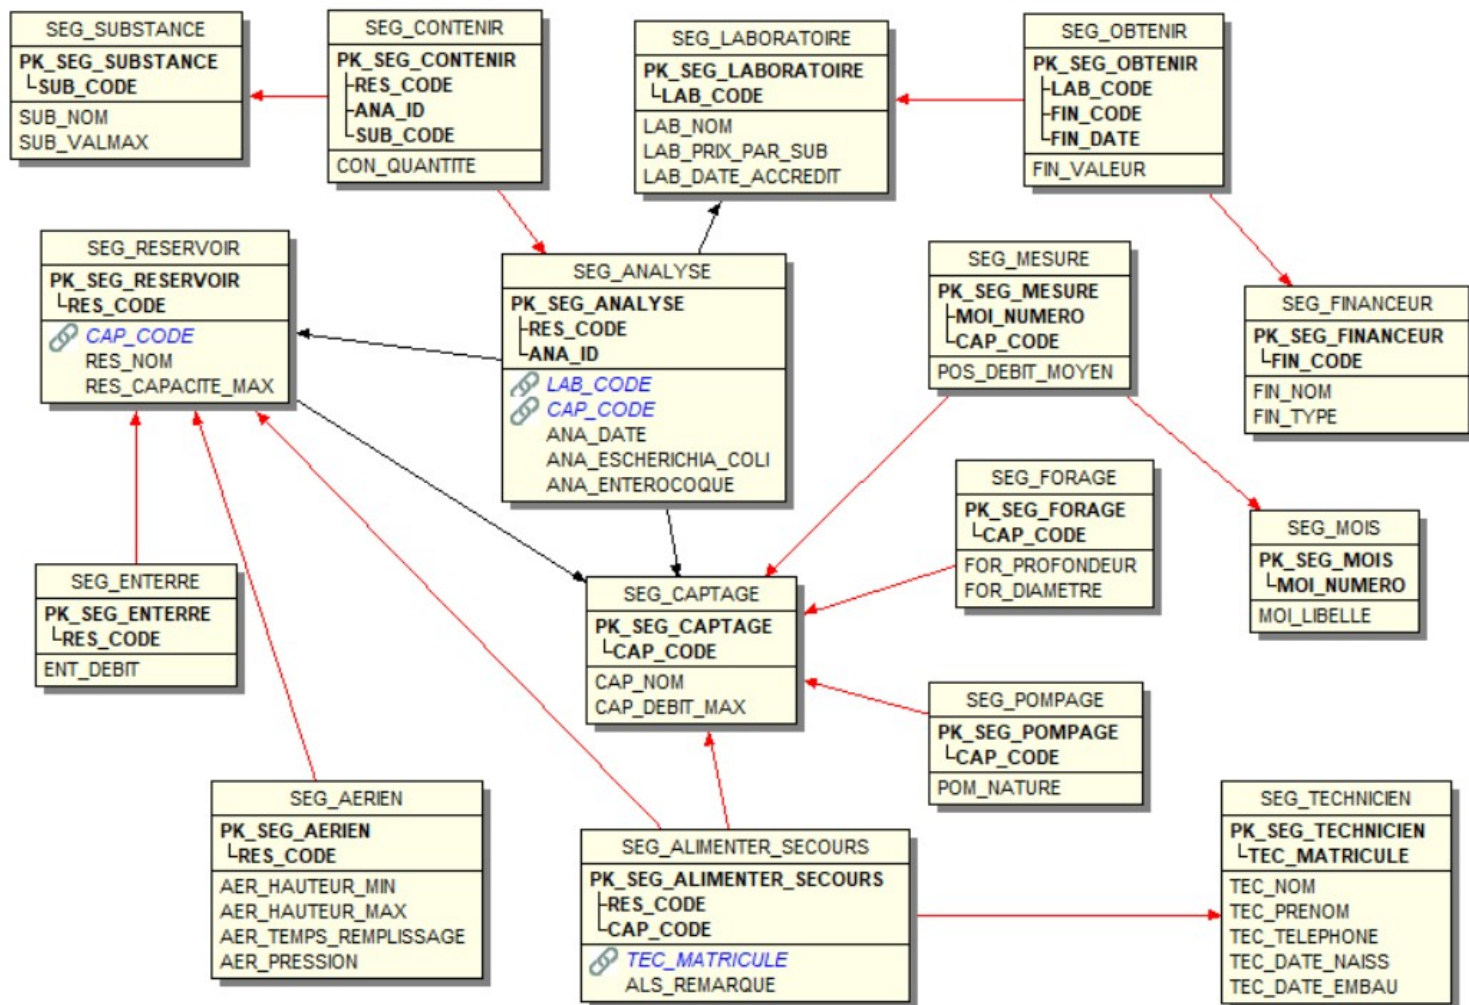 SEG_SUBSTANCE
PK_SEG_SUBSTANCE
SUB_CODE
SUB_NOM
SUB_VALMAX
SEG_CONTENIR
PK_SEG_CONTENIR
RES_CODE
ANA_ID
SUB_CODE
CON_QUANTITE
SEG_LABORATOIRE
PK_SEG_LABORATOIRE
LAB_CODE
LAB_NOM
LAB_PRIX_PAR_SUB
LAB_DATE_ACCREDIT
SEG_OBTENIR
PK_SEG_OBTENIR
LAB_CODE
FIN_CODE
FIN_DATE
FIN_VALEUR
SEG_RESERVOIR
PK_SEG_RESERVOIR
RES_CODE
CAP_CODE
RES_NOM
RES_CAPACITE_MAX
SEG_ANALYSE
PK_SEG_ANALYSE
RES_CODE
ANA_ID
LAB_CODE
CAP_CODE
ANA_DATE
ANA_ESCHERICHIA_COLI
ANA_ENTEROCOQUE
SEG_MESURE
PK_SEG_MESURE
MOI_NUMERO
CAP_CODE
POS_DEBIT_MOYEN
SEG_FINANCEUR
PK_SEG_FINANCEUR
FIN_CODE
FIN_NOM
FIN_TYPE
SEG_FORAGE
PK_SEG_FORAGE
CAP_CODE
FOR_PROFONDEUR
FOR_DIAMETRE
SEG_MOIS
PK_SEG_MOIS
MOI_NUMERO
MOI_LIBELLE
SEG_ENTERRE
PK_SEG_ENTERRE
RES_CODE
ENT_DEBIT
SEG_CAPTAGE
PK_SEG_CAPTAGE
CAP_CODE
CAP_NOM
CAP_DEBIT_MAX
SEG_POMPAGE
PK_SEG_POMPAGE
CAP_CODE
POM_NATURE
SEG_AERIEN
PK_SEG_AERIEN
RES_CODE
AER_HAUTEUR_MIN
AER_HAUTEUR_MAX
AER_TEMPS_REMPLISSAGE
AER_PRESSION
SEG_ALIMENTER_SECOURS
PK_SEG_ALIMENTER_SECOURS
RES_CODE
CAP_CODE
TEC_MATRICULE
ALS_REMARQUE
SEG_TECHNICIEN
PK_SEG_TECHNICIEN
TEC_MATRICULE
TEC_NOM
TEC_PRENOM
TEC_TELEPHONE
TEC_DATE_NAISS
TEC_DATE_EMBAU